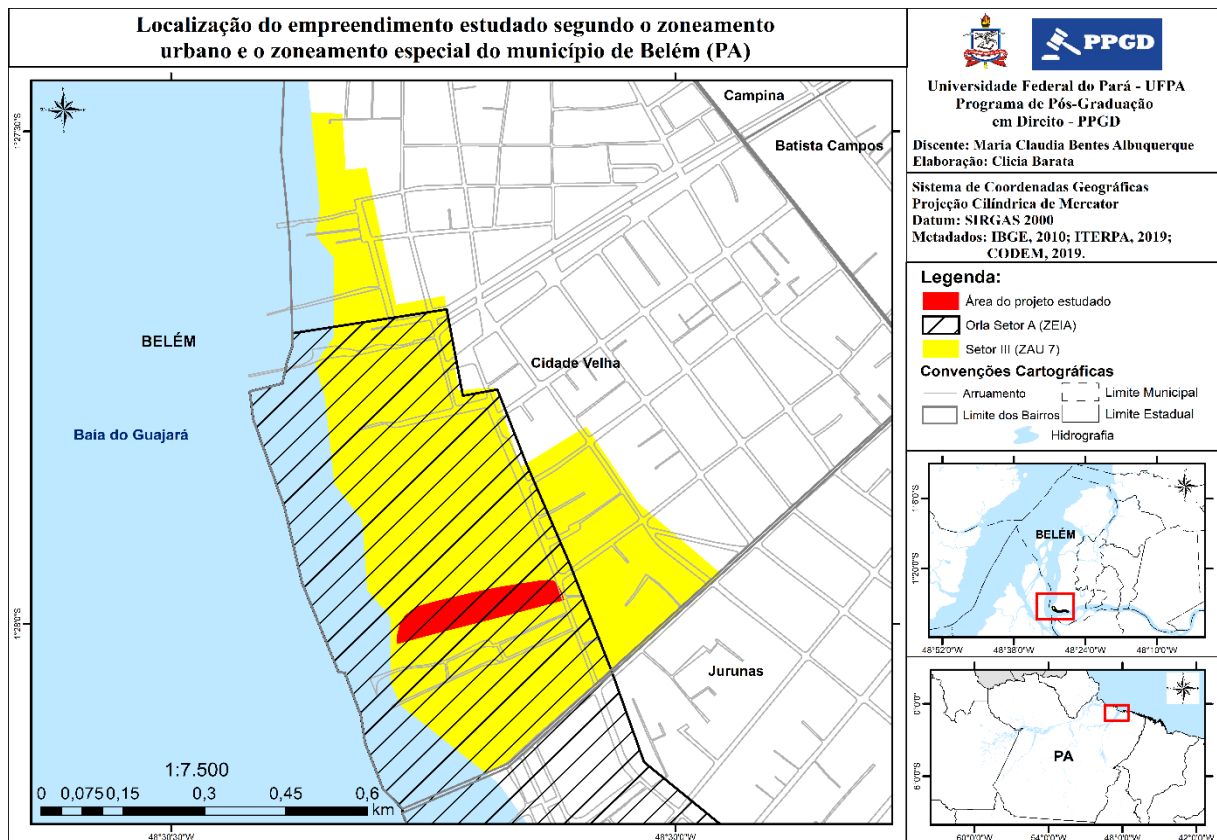 Localização do empreendimento estudado segundo o zoneamento
urbano e o zoneamento especial do município de Belém (PA)
PPGD
Universidade Federal do Pará - UFPA
Programa de Pós-Graduação
em Direito - PPGD
Discente: Maria Claudia Bentes Albuquerque
Elaboração: Clicia Barata
Sistema de Coordenadas Geográficas
Projeção Cilíndrica de Mercator
Datum: SIRGAS 2000
Metadados: IBGE, 2010; ITERPA, 2019;
CODEM, 2019.
Legenda:
Área do projeto estudado
Orla Setor A (ZEIA)
Setor III (ZAU 7)
Convenções Cartográficas
Arruamento
Limite Municipal
Limite dos Bairros
Limite Estadual
Hidrografia
Campina
Batista Campos
BELÉM
Cidade Velha
Baía do Guajará
Jurunas
1:7.500
0 0,075 0,15 0,3 0,45 0,6
km
1°27'30"S
1°28'0"S
48°30'30"W
48°30'0"W
BELÉM
1°8'0"S
1°20'0"S
48°52'0"W 48°38'0"W 48°24'0"W 48°10'0"W
PA
0°0'0"
6°0'0"S
60°0'0"W 54°0'0"W 48°0'0"W 42°0'0"W